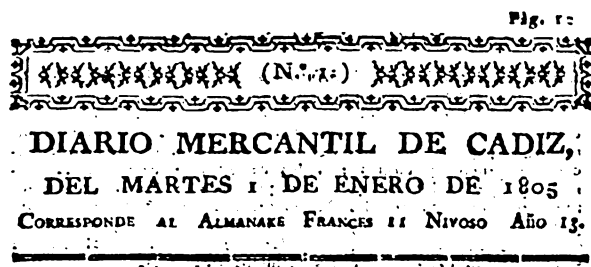 Pág. 1:
(N.º 1.)
DIARIO MERCANTIL DE CADIZ,
DEL MARTES 1 DE ENERO DE 1805
CORRESPONDE AL ALMANAKE FRANCES 11 NIVOSO Año 13.